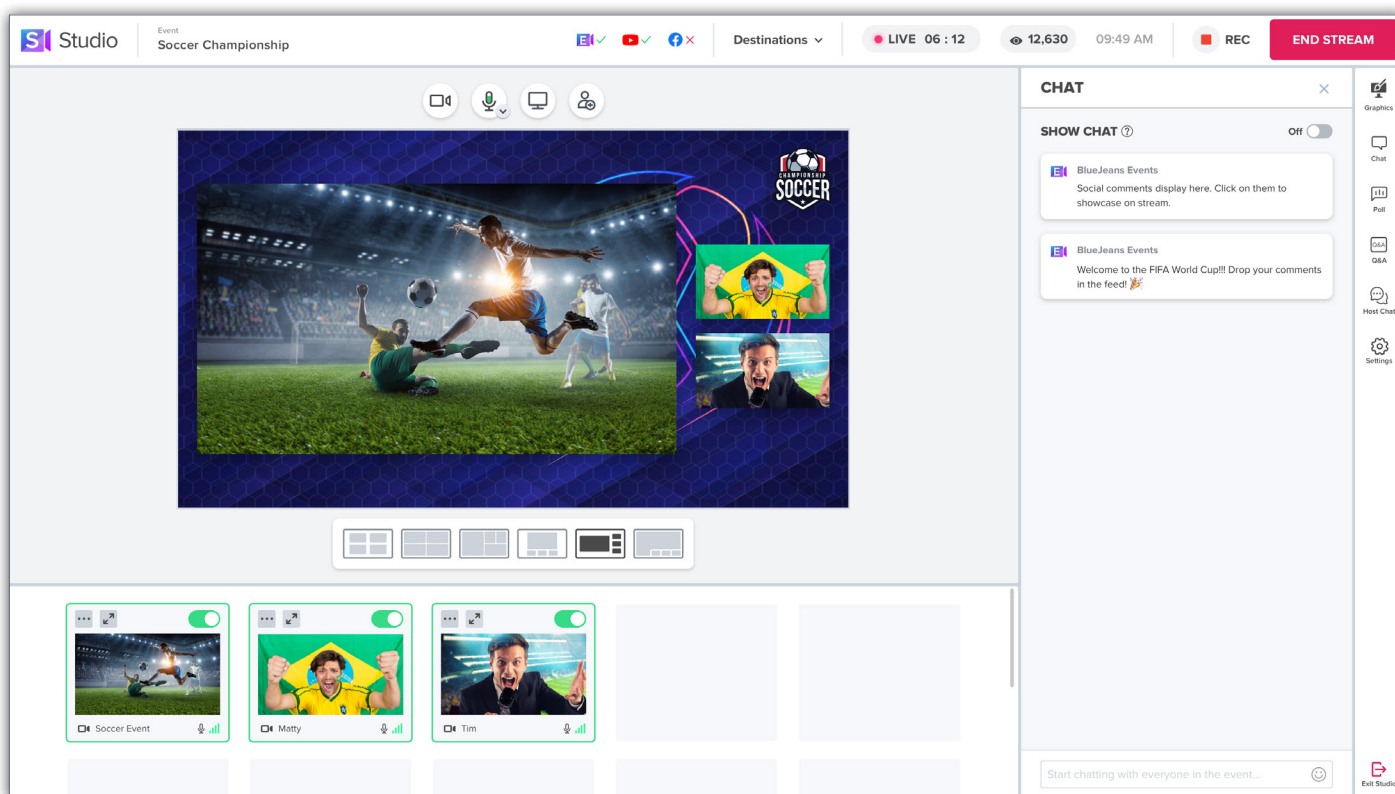 S Studio
Event
Soccer Championship
E
Destinations
LIVE 06 : 12
12,630
09:49 AM
REC
END STREAM
CHAMPIONSHIP
SOCCER
CHAT
SHOW CHAT ?
Off
E BlueJeans Events
Social comments display here. Click on them to
showcase on stream.
E BlueJeans Events
Welcome to the FIFA World Cup!!! Drop your comments
in the feed! 🎉
Start chatting with everyone in the event...
Graphics
Chat
Poll
Q&A
Q&A
Host Chat
Settings
Exit Studio
Soccer Event
Matty
Tim